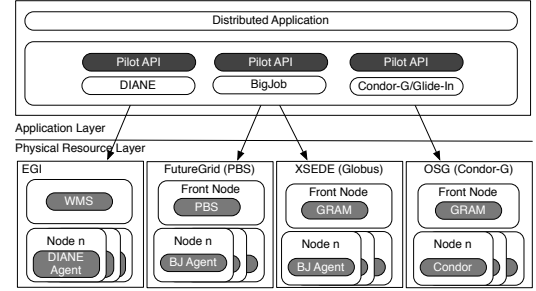 Distributed Application
Pilot API
Pilot API
Pilot API
DIANE
BigJob
Condor-G/Glide-In
Application Layer
Physical Resource Layer
EGI
FutureGrid (PBS)
XSEDE (Globus)
OSG (Condor-G)
WMS
Front Node
PBS
Front Node
GRAM
Front Node
GRAM
Node n
DIANE
Agent
Node n
BJ Agent
Node n
BJ Agent
Node n
Condor